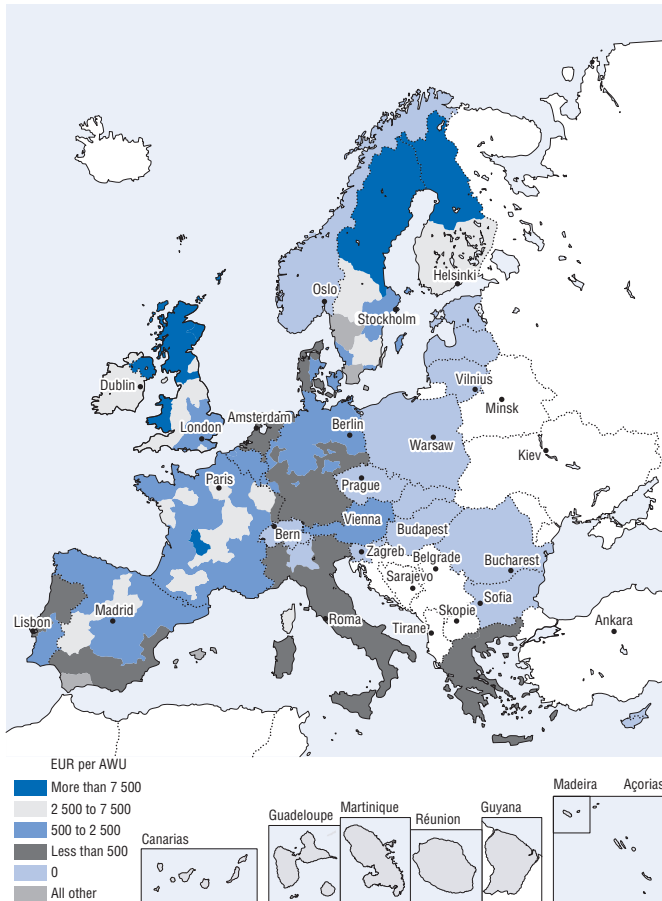 Oslo
Helsinki
Stockholm
Dublin
Vilnius
Minsk
Amsterdam
London
Berlin
Warsaw
Kiev
Paris
Prague
Vienna
Bern
Budapest
Zagreb
Belgrade
Bucharest
Sarajevo
Sofia
Lisbon
Madrid
Roma
Skopie
Tirane
Ankara
EUR per AWU
More than 7 500
2 500 to 7 500
500 to 2 500
Less than 500
0
All other
Canarias
Guadeloupe
Martinique
Réunion
Guyana
Madeira
Açorias